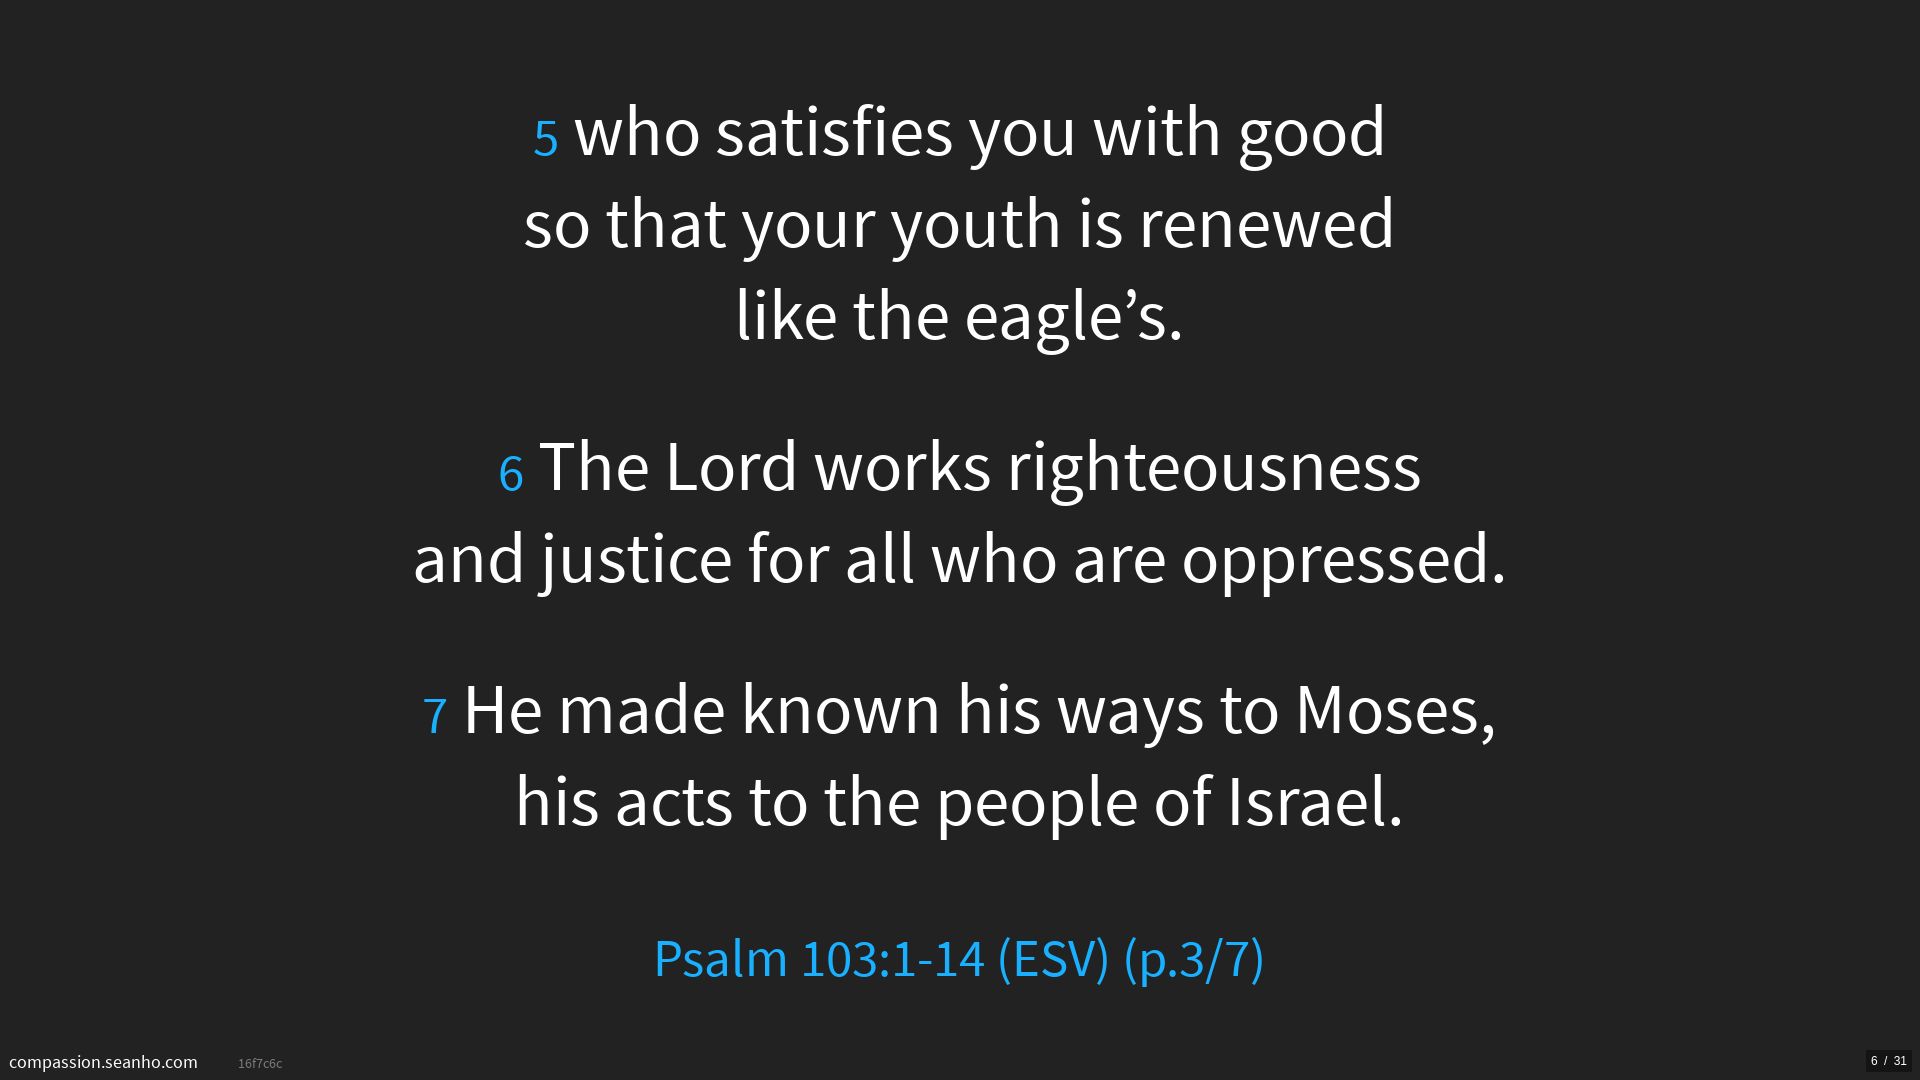 5 who satisfies you with good
so that your youth is renewed
like the eagle’s.
6 The Lord works righteousness
and justice for all who are oppressed.
7 He made known his ways to Moses,
his acts to the people of Israel.
Psalm 103:1-14 (ESV) (p.3/7)
compassion.seanho.com 16f7c6c 6 / 31